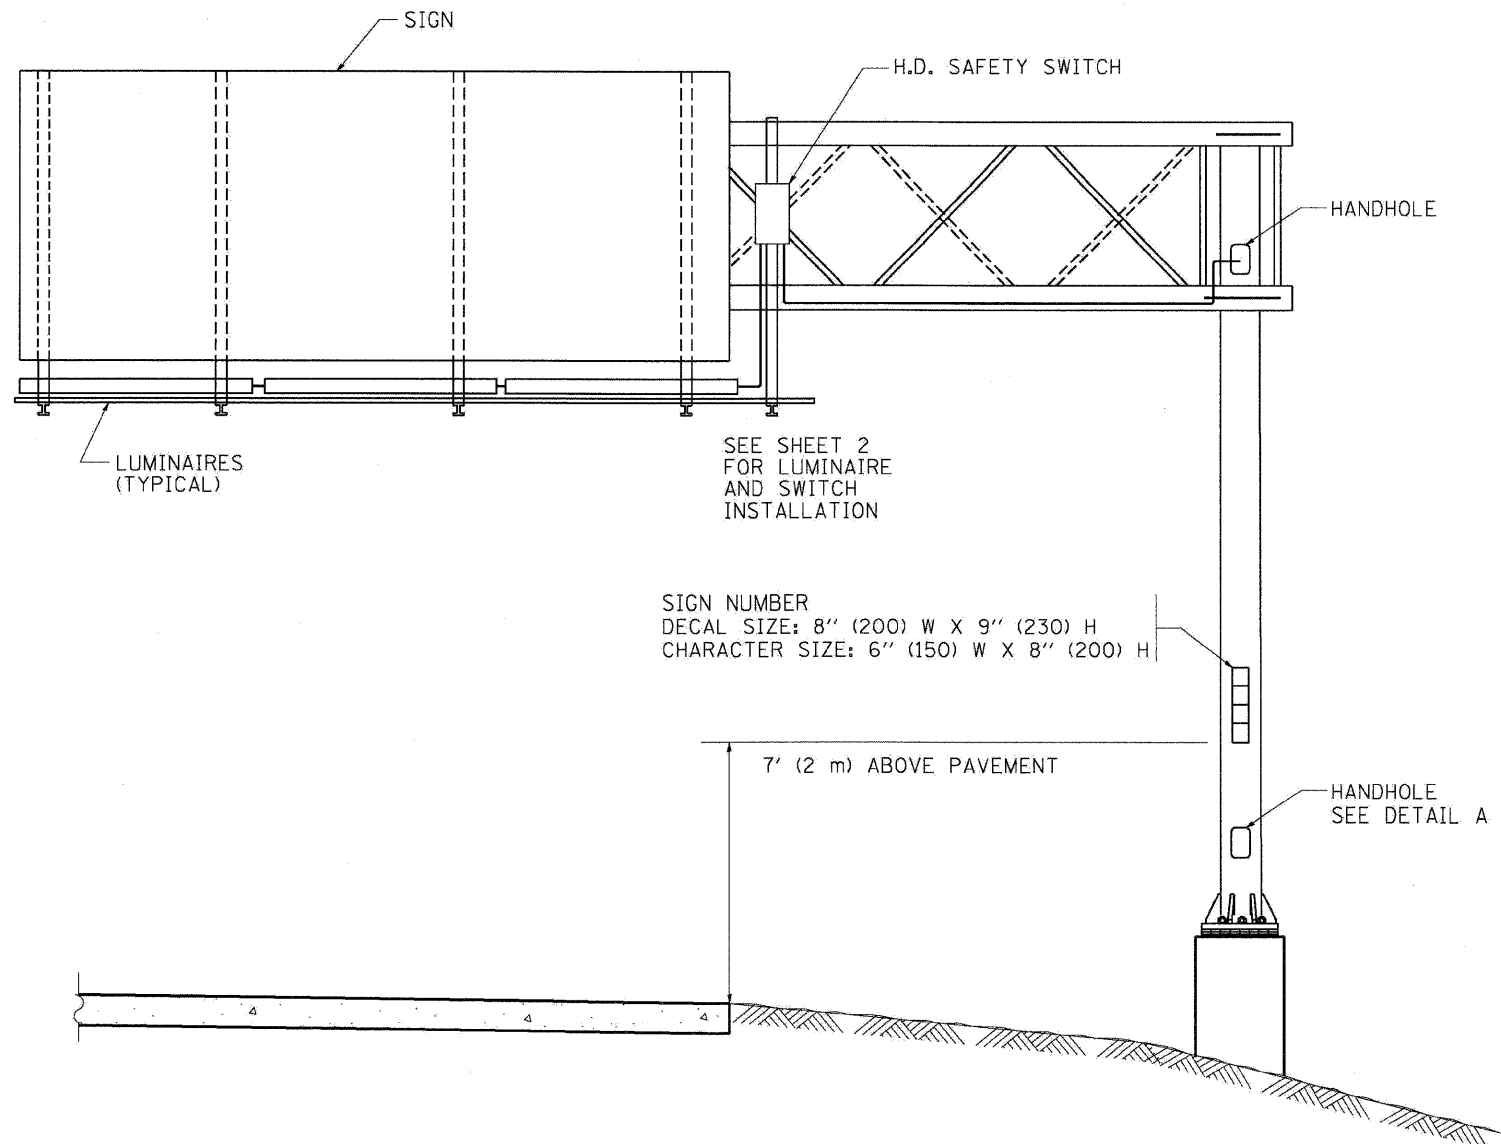 SIGN
H.D. SAFETY SWITCH
HANDHOLE
LUMINAIRES
(TYPICAL)
SEE SHEET 2
FOR LUMINAIRE
AND SWITCH
INSTALLATION
SIGN NUMBER
DECAL SIZE: 8" (200) W X 9" (230) H
CHARACTER SIZE: 6" (150) W X 8" (200) H
7' (2 m) ABOVE PAVEMENT
HANDHOLE
SEE DETAIL A